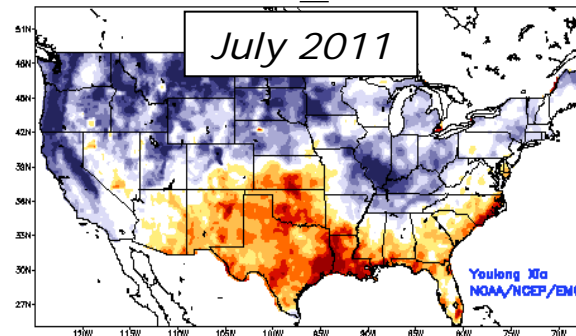 July 2011
51N
48N
45N
42N
39N
36N
33N
30N
27N
Youlong Xia
NOAA/NCEP/EMC
120W 115W 110W 105W 100W 95W 90W 85W 80W 75W 70W